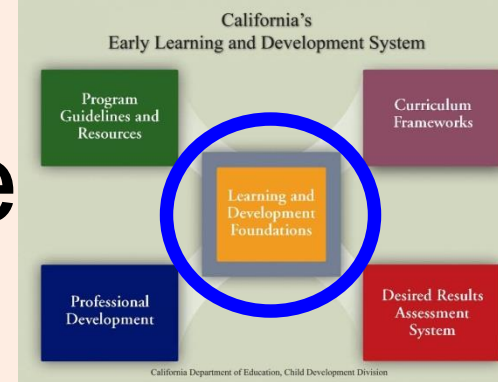 California's
Early Learning and Development System
Program
Guidelines and
Resources
Curriculum
Frameworks
e
Learning and
Development
Foundations
Professional
Development
Desired Results
Assessment
System
California Department of Education, Child Development Division